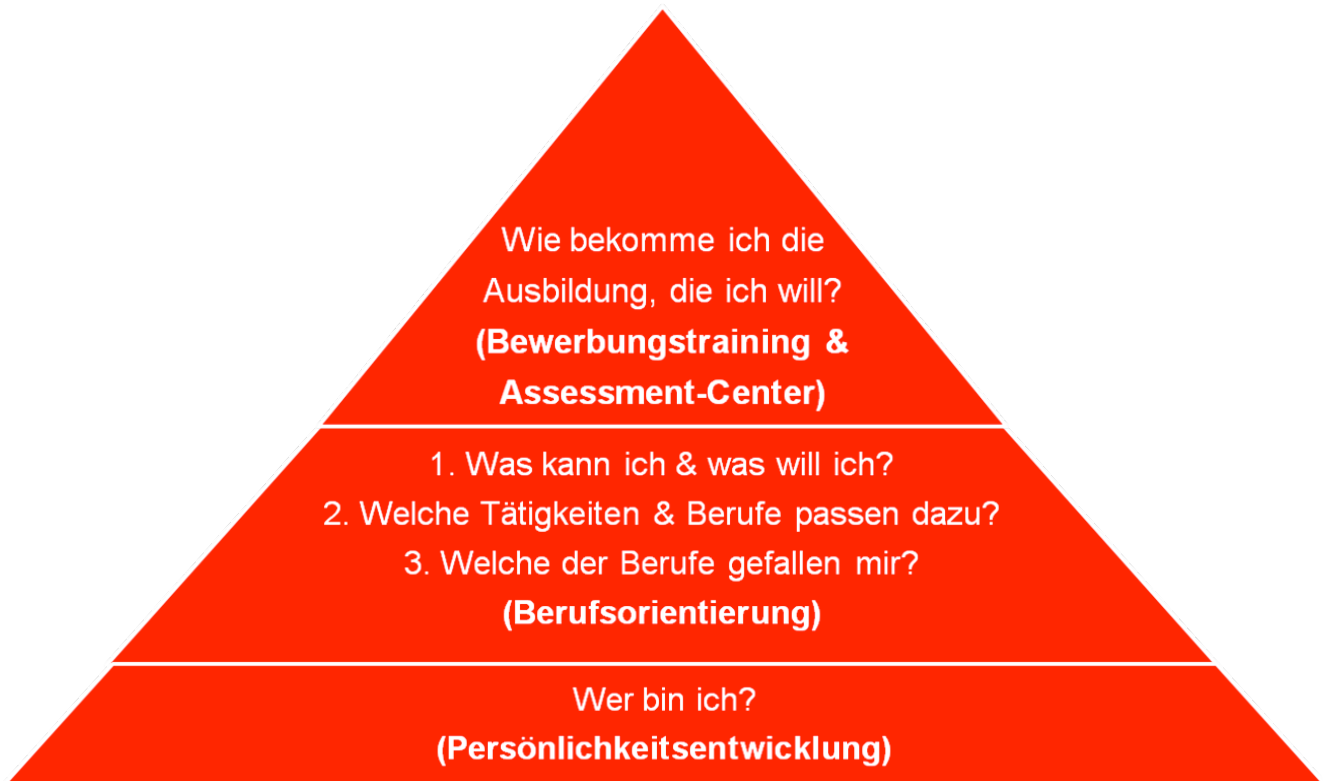 Wie bekomme ich die
Ausbildung, die ich will?
(Bewerbungstraining &
Assessment-Center)
1. Was kann ich & was will ich?
2. Welche Tätigkeiten & Berufe passen dazu?
3. Welche der Berufe gefallen mir?
(Berufsorientierung)
Wer bin ich?
(Persönlichkeitsentwicklung)